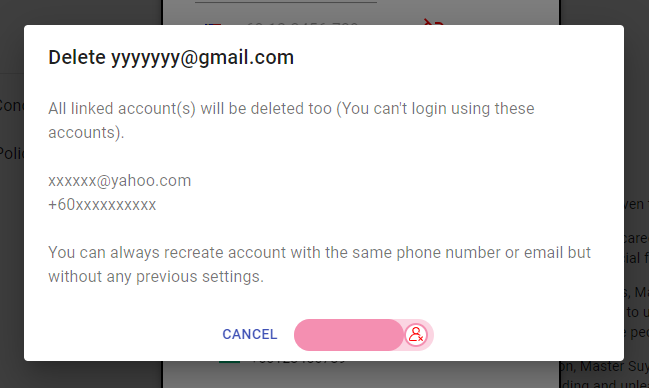 Delete yyyyyyy@gmail.com
All linked account(s) will be deleted too (You can't login using these
accounts).
xxxxxx@yahoo.com
+60xxxxxxxxxx
You can always recreate account with the same phone number or email but
without any previous settings.
CANCEL